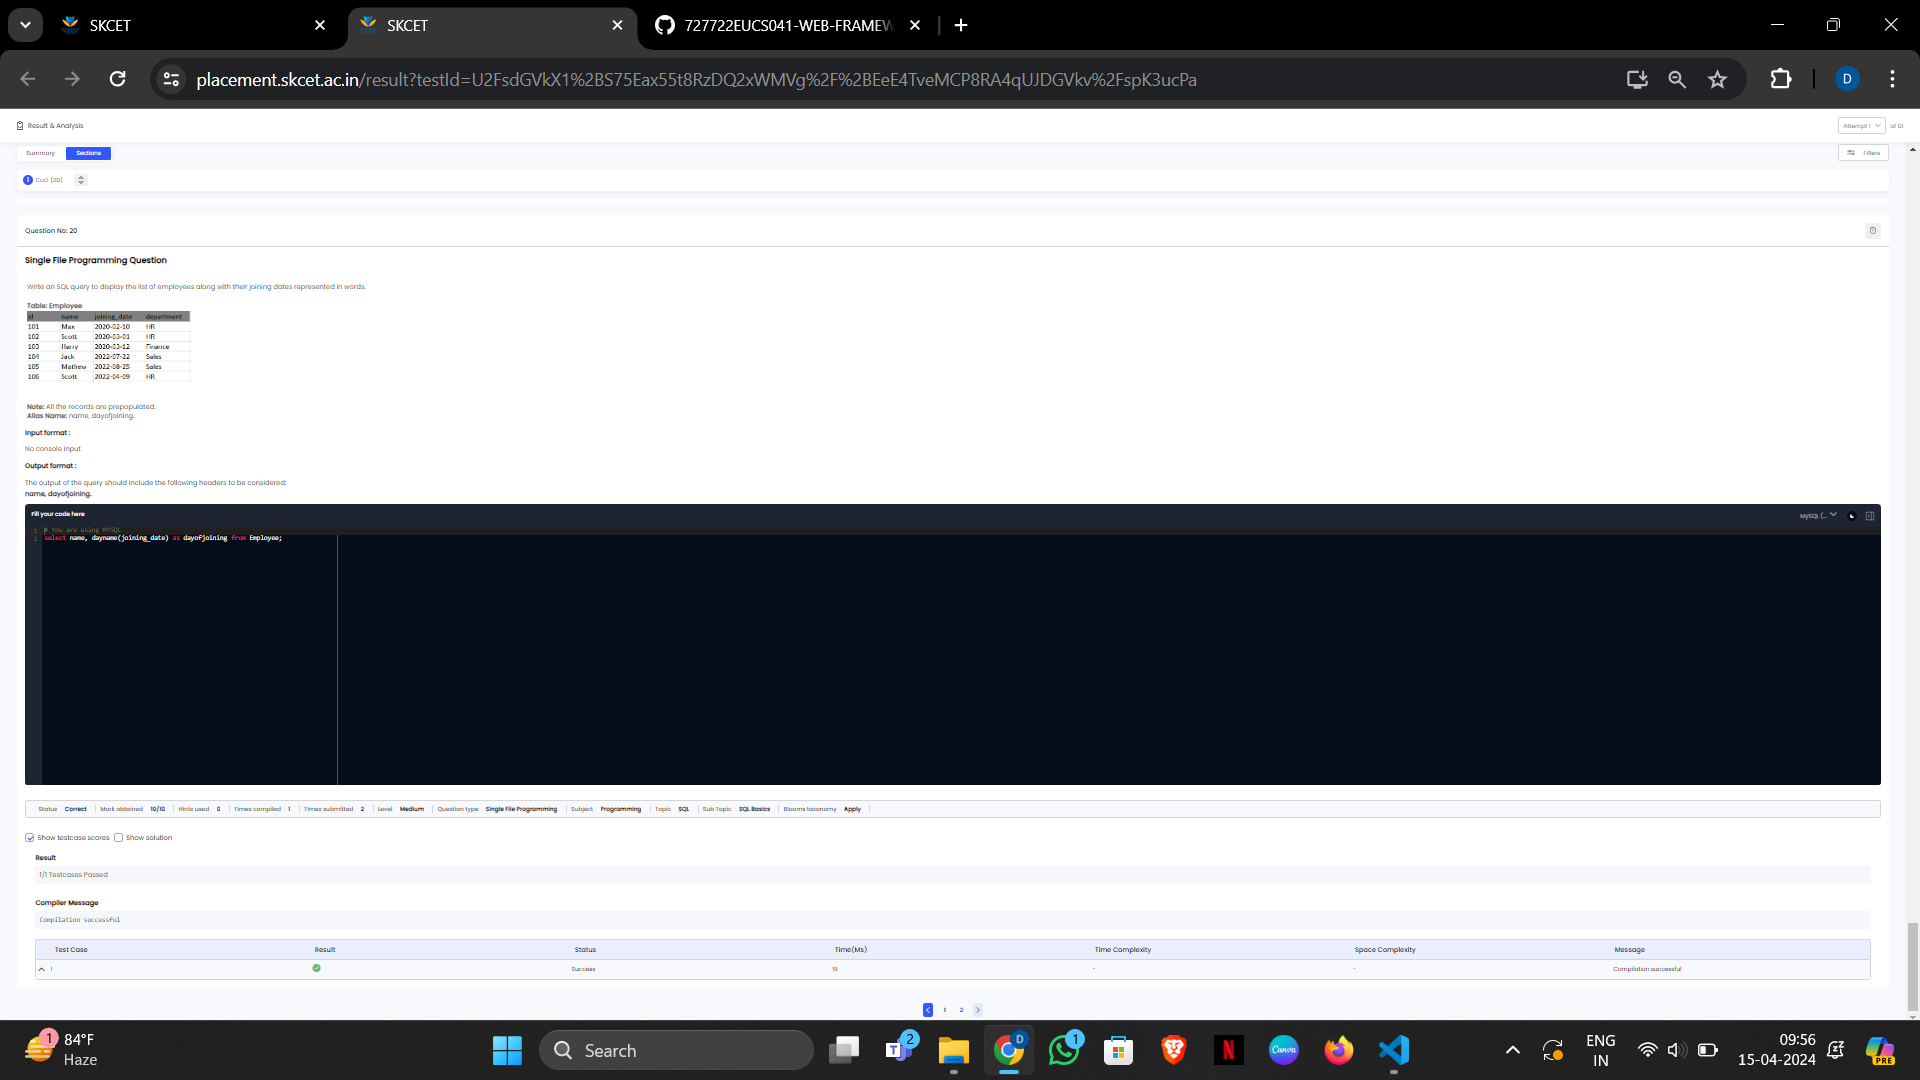 SKCET
SKCET
727722EUCS041-WEB-FRAMEW
placement.skcet.ac.in/result?testId=U2FsdGVkX1%2BS75Eax55t8RzDQ2xWMVg%2F%2BEeE4TveMCP8RA4qUJDGVkv%2FspK3ucPa
D
Result & Analysis
Attempt 1
of 01
Summary
Sections
Filters
1 Cod (20)
Question No: 20
Single File Programming Question
Write an SQL query to display the list of employees along with their joining dates represented in words.
Table: Employee
id name joining_date department
101 Max 2020-02-10 HR
102 Scott 2020-03-01 HR
103 Harry 2020-03-12 Finance
104 Jack 2022-07-22 Sales
105 Mathew 2022-08-25 Sales
106 Scott 2022-04-09 HR
Note: All the records are prepopulated.
Alias Name: name, dayofjoining.
Input format :
No console input
Output format :
The output of the query should include the following headers to be considered:
name, dayofjoining.
Fill your code here
MySQL (...
1 # You are using MYSQL
2 select name, dayname(joining_date) as dayofjoining from Employee;
Status Correct Mark obtained 10/10 Hints used 0 Times compiled 1 Times submitted 2 Level Medium Question type Single File Programming Subject Programming Topic SQL Sub Topic SQL Basics Blooms taxonomy Apply
Show testcase scores Show solution
Result
1/1 Testcases Passed
Compiler Message
Compilation successful
Test Case Result Status Time(Ms) Time Complexity Space Complexity Message
1 Success 19 - - Compilation successful
1 2
1
84°F
Haze
Search
2
D
1
Canva
N
ENG
IN
09:56
15-04-2024
PRE